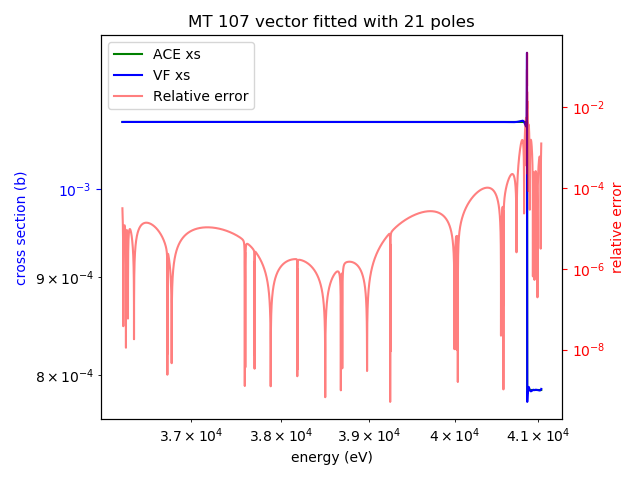 MT 107 vector fitted with 21 poles
ACE xs
VF xs
Relative error
10⁻³
9 × 10⁻⁴
8 × 10⁻⁴
cross section (b)
10⁻²
10⁻⁴
10⁻⁶
10⁻⁸
relative error
3.7 × 10⁴ 3.8 × 10⁴ 3.9 × 10⁴ 4 × 10⁴ 4.1 × 10⁴
energy (eV)